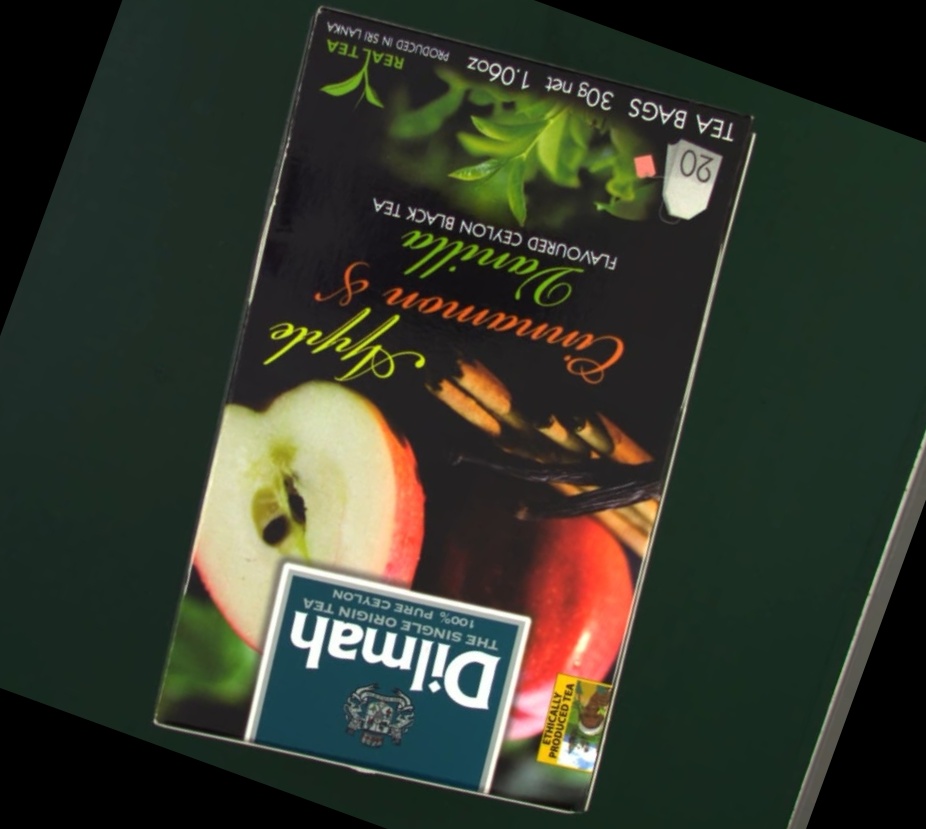 Dilmah
THE SINGLE ORIGIN TEA
100% PURE CEYLON
ETHICALLY
PRODUCED TEA
Apple
Cinnamon &
Vanilla
FLAVOURED CEYLON BLACK TEA
20
TEA BAGS 30g net 1.06oz
REAL TEA
PRODUCED IN SRI LANKA